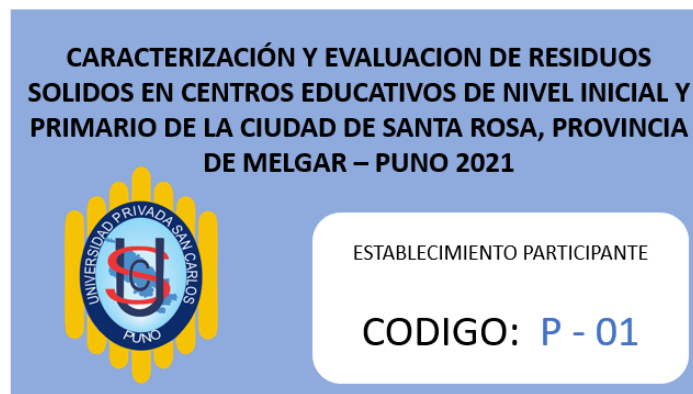 CARACTERIZACIÓN Y EVALUACION DE RESIDUOS
SOLIDOS EN CENTROS EDUCATIVOS DE NIVEL INICIAL Y
PRIMARIO DE LA CIUDAD DE SANTA ROSA, PROVINCIA
DE MELGAR – PUNO 2021
UNIVERSIDAD PRIVADA SAN CARLOS
USC
PUNO
ESTABLECIMIENTO PARTICIPANTE
CODIGO: P - 01